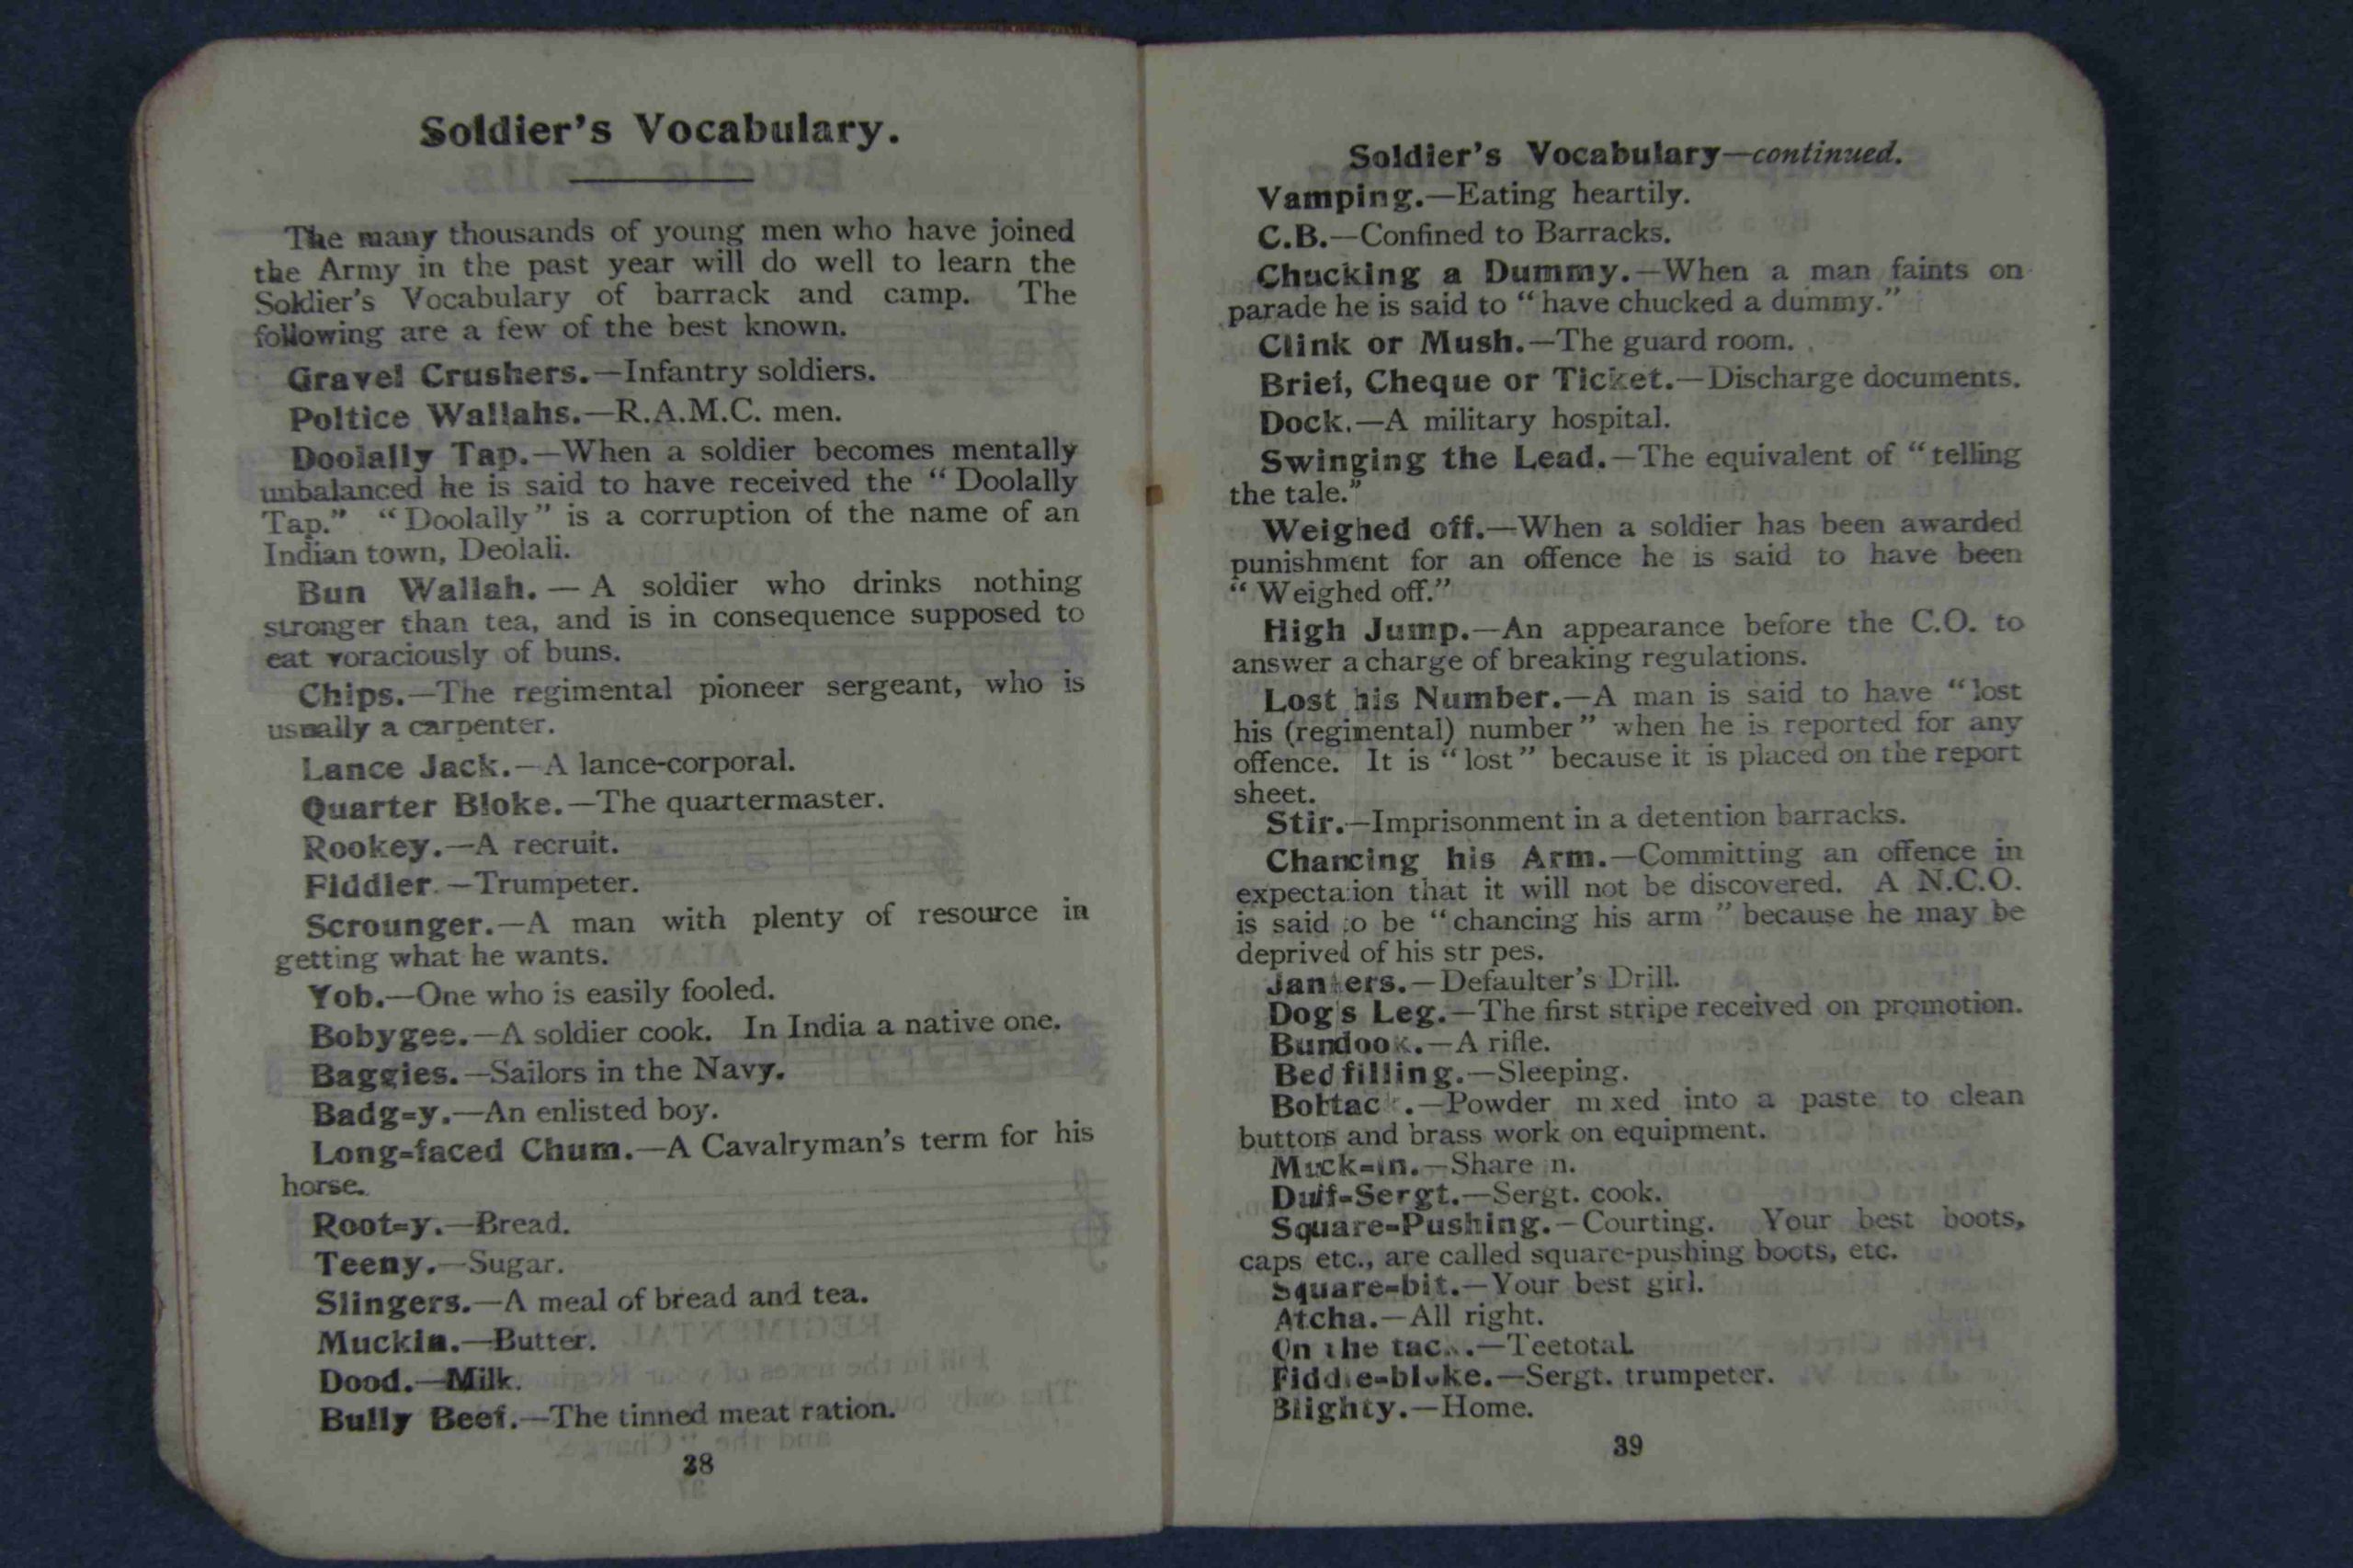 Soldier's Vocabulary.
The many thousands of young men who have joined
the Army in the past year will do well to learn the
Soldier's Vocabulary of barrack and camp. The
following are a few of the best known.
Gravel Crushers.—Infantry soldiers.
Poltice Wallahs.—R.A.M.C. men.
Doolally Tap.—When a soldier becomes mentally
unbalanced he is said to have received the "Doolally
Tap." "Doolally" is a corruption of the name of an
Indian town, Deolali.
Bun Wallah.—A soldier who drinks nothing
stronger than tea, and is in consequence supposed to
eat voraciously of buns.
Chips.—The regimental pioneer sergeant, who is
usually a carpenter.
Lance Jack.—A lance-corporal.
Quarter Bloke.—The quartermaster.
Rookey.—A recruit.
Fiddler.—Trumpeter.
Scrounger.—A man with plenty of resource in
getting what he wants.
Yob.—One who is easily fooled.
Bobygee.—A soldier cook. In India a native one.
Baggies.—Sailors in the Navy.
Badg=y.—An enlisted boy.
Long=faced Chum.—A Cavalryman's term for his
horse.
Root=y.—Bread.
Teeny.—Sugar.
Slingers.—A meal of bread and tea.
Muckin.—Butter.
Dood.—Milk.
Bully Beef.—The tinned meat ration.
38
Soldier's Vocabulary—continued.
Vamping.—Eating heartily.
C.B.—Confined to Barracks.
Chucking a Dummy.—When a man faints on
parade he is said to "have chucked a dummy."
Clink or Mush.—The guard room.
Brief, Cheque or Ticket.—Discharge documents.
Dock.—A military hospital.
Swinging the Lead.—The equivalent of "telling
the tale."
Weighed off.—When a soldier has been awarded
punishment for an offence he is said to have been
"Weighed off."
High Jump.—An appearance before the C.O. to
answer a charge of breaking regulations.
Lost his Number.—A man is said to have "lost
his (regimental) number" when he is reported for any
offence. It is "lost" because it is placed on the report
sheet.
Stir.—Imprisonment in a detention barracks.
Chancing his Arm.—Committing an offence in
expectation that it will not be discovered. A N.C.O.
is said to be "chancing his arm" because he may be
deprived of his str pes.
Jankers.—Defaulter's Drill.
Dog's Leg.—The first stripe received on promotion.
Bundook.—A rifle.
Bed filling.—Sleeping.
—Powder m xed into a paste to clean
buttons and brass work on equipment.
Muck=in.—Share in.
Duff=Sergt.—Sergt. cook.
Square=Pushing.—Courting. Your best boots,
caps etc., are called square-pushing boots, etc.
Square=bit.—Your best girl.
Atcha.—All right.
On the tack.—Teetotal.
Fiddle=bloke.—Sergt. trumpeter.
Blighty.—Home.
39